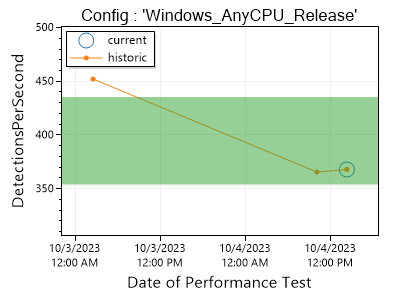 Config : 'Windows_AnyCPU_Release'
500
current
historic
450
400
350
DetectionsPerSecond
10/3/2023 10/3/2023 10/4/2023 10/4/2023
12:00 AM 12:00 PM 12:00 AM 12:00 PM
Date of Performance Test